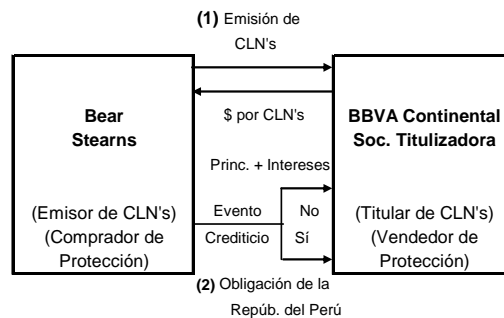 (1) Emisión de
CLN's
Bear
Stearns
$ por CLN's
BBVA Continental
Soc. Titulizadora
Princ. + Intereses
(Emisor de CLN's)
(Comprador de
Protección)
Evento
No
Crediticio
Sí
(Titular de CLN's)
(Vendedor de
Protección)
(2) Obligación de la
Repúb. del Perú